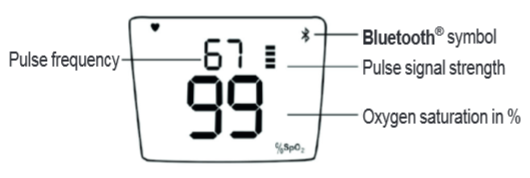 Bluetooth® symbol
Pulse frequency 67
Pulse signal strength
99
Oxygen saturation in %
%SpO₂